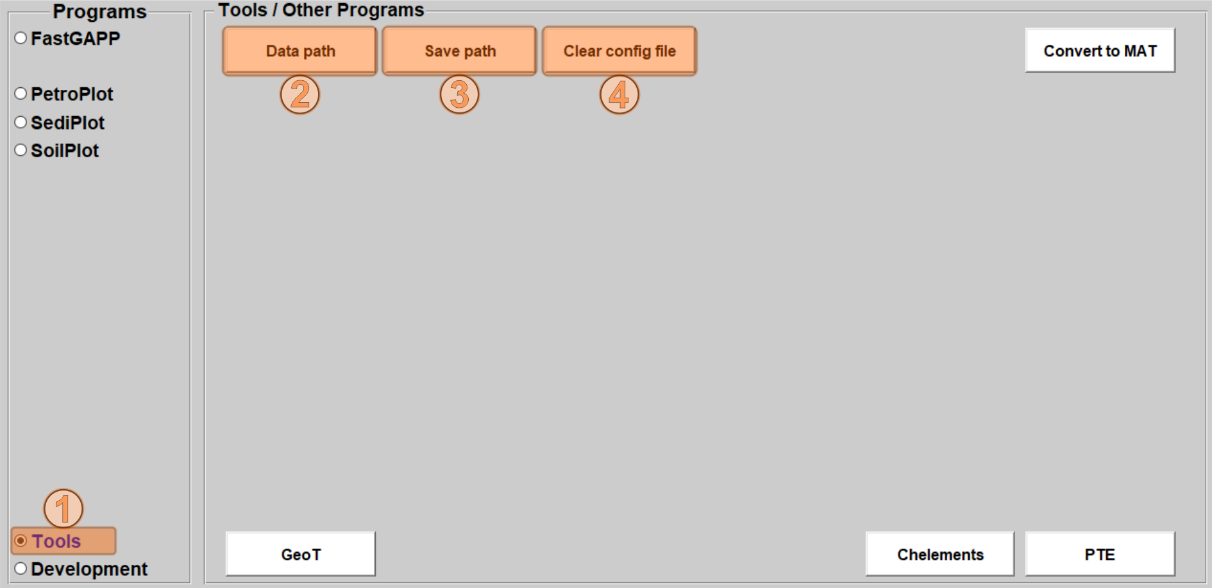 Programs
FastGAPP
PetroPlot
SediPlot
SoilPlot
1
Tools
Development
Tools / Other Programs
Data path
Save path
Clear config file
Convert to MAT
2
3
4
GeoT
Chelements
PTE